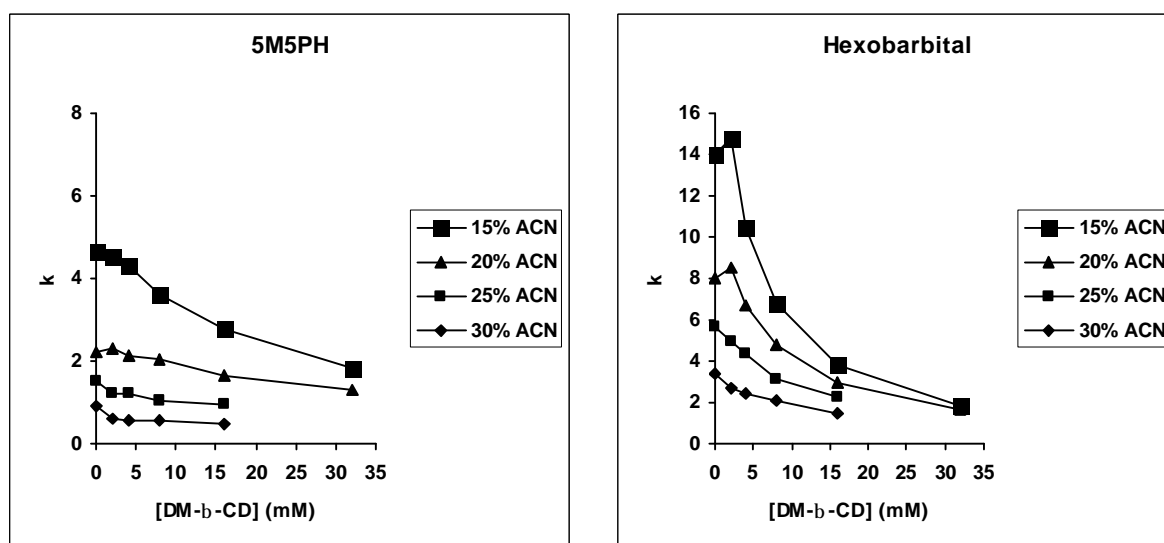 5M5PH
8
6
4
2
0
k
0 5 10 15 20 25 30 35
[DM-b-CD] (mM)
15% ACN
20% ACN
25% ACN
30% ACN
Hexobarbital
16
14
12
10
8
6
4
2
0
k
0 5 10 15 20 25 30 35
[DM-b-CD] (mM)
15% ACN
20% ACN
25% ACN
30% ACN